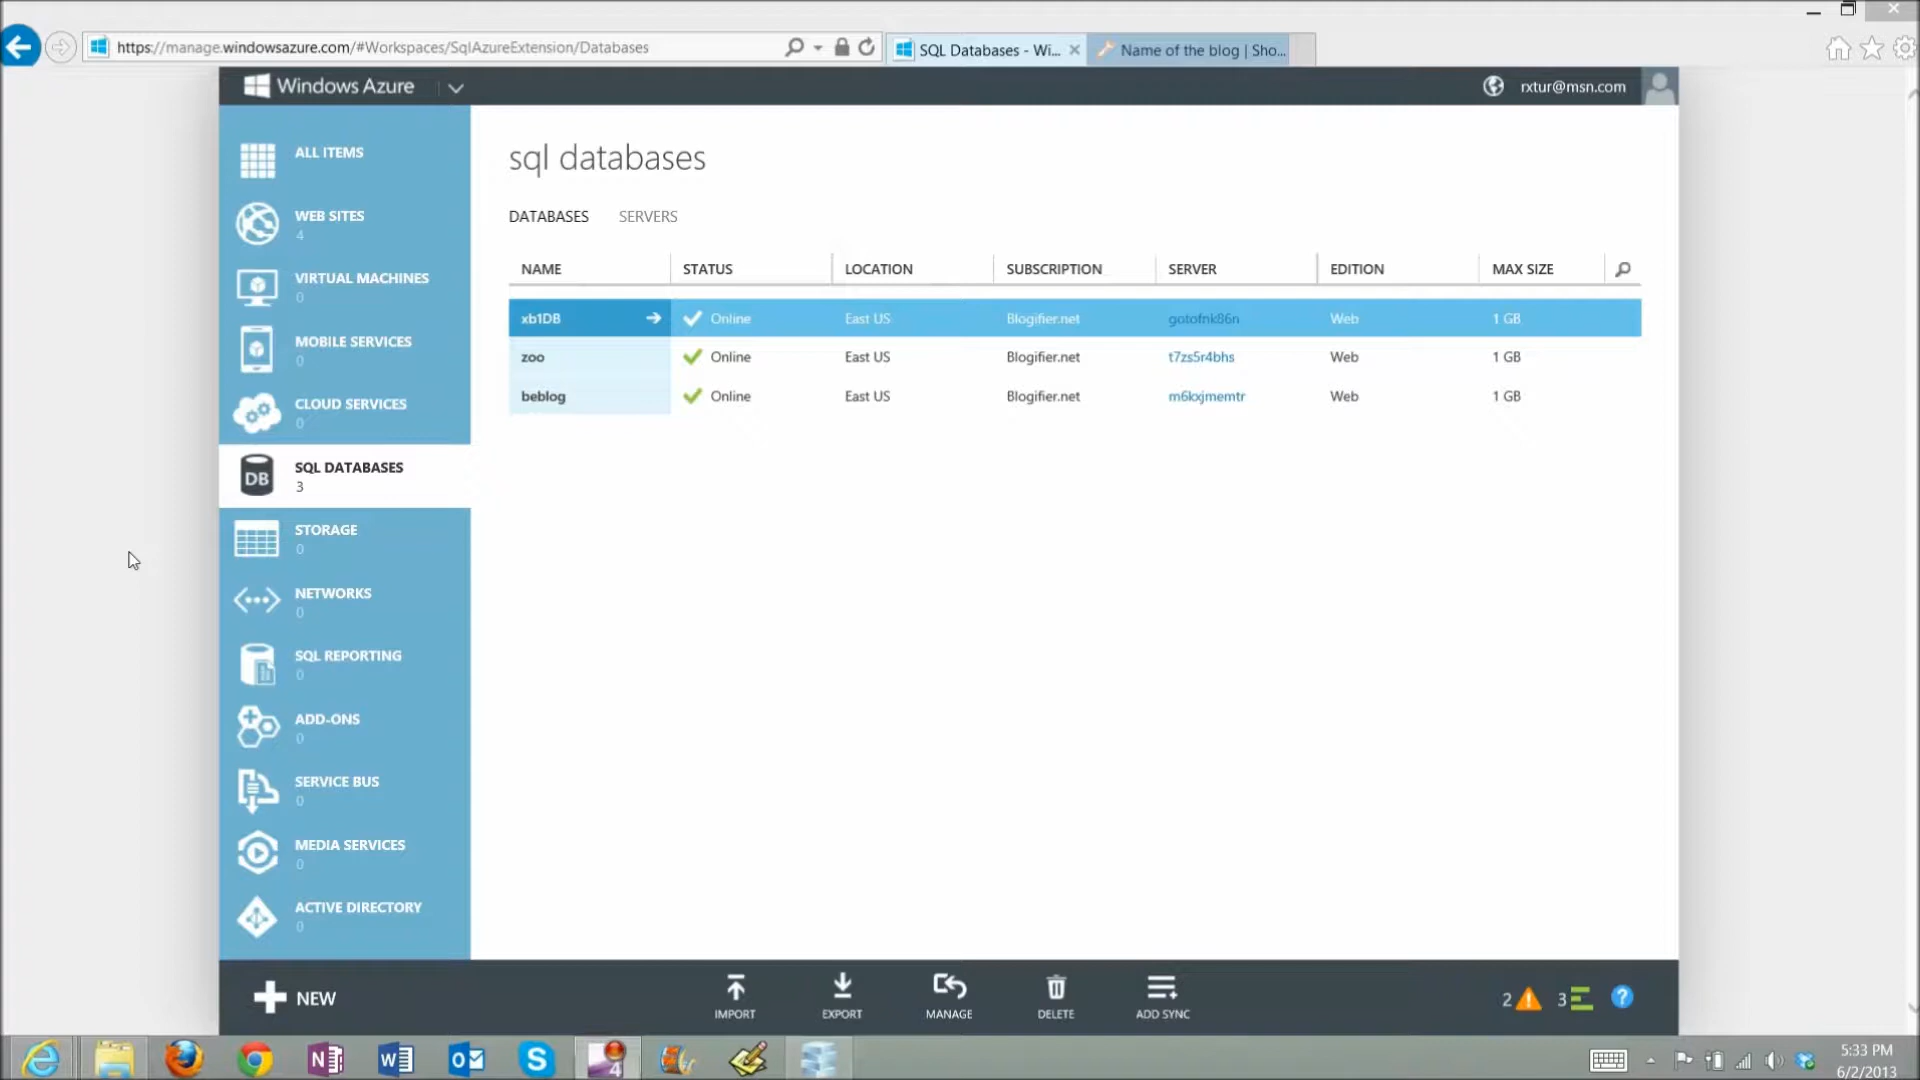 https://manage.windowsazure.com/#Workspaces/SqlAzureExtension/Databases
SQL Databases - Wi...
Name of the blog | Sho...
Windows Azure
rxtur@msn.com
ALL ITEMS
WEB SITES
4
VIRTUAL MACHINES
0
MOBILE SERVICES
0
CLOUD SERVICES
0
DB
SQL DATABASES
3
STORAGE
0
NETWORKS
0
SQL REPORTING
0
ADD-ONS
0
SERVICE BUS
0
MEDIA SERVICES
0
ACTIVE DIRECTORY
0
sql databases
DATABASES SERVERS
NAME STATUS LOCATION SUBSCRIPTION SERVER EDITION MAX SIZE
xb1DB Online East US Blogifier.net gotofnk86n Web 1 GB
zoo Online East US Blogifier.net t7zs5r4bhs Web 1 GB
beblog Online East US Blogifier.net Web 1 GB
NEW
IMPORT
EXPORT
MANAGE
DELETE
ADD SYNC
2
3
?
4
5:33 PM
6/2/2013